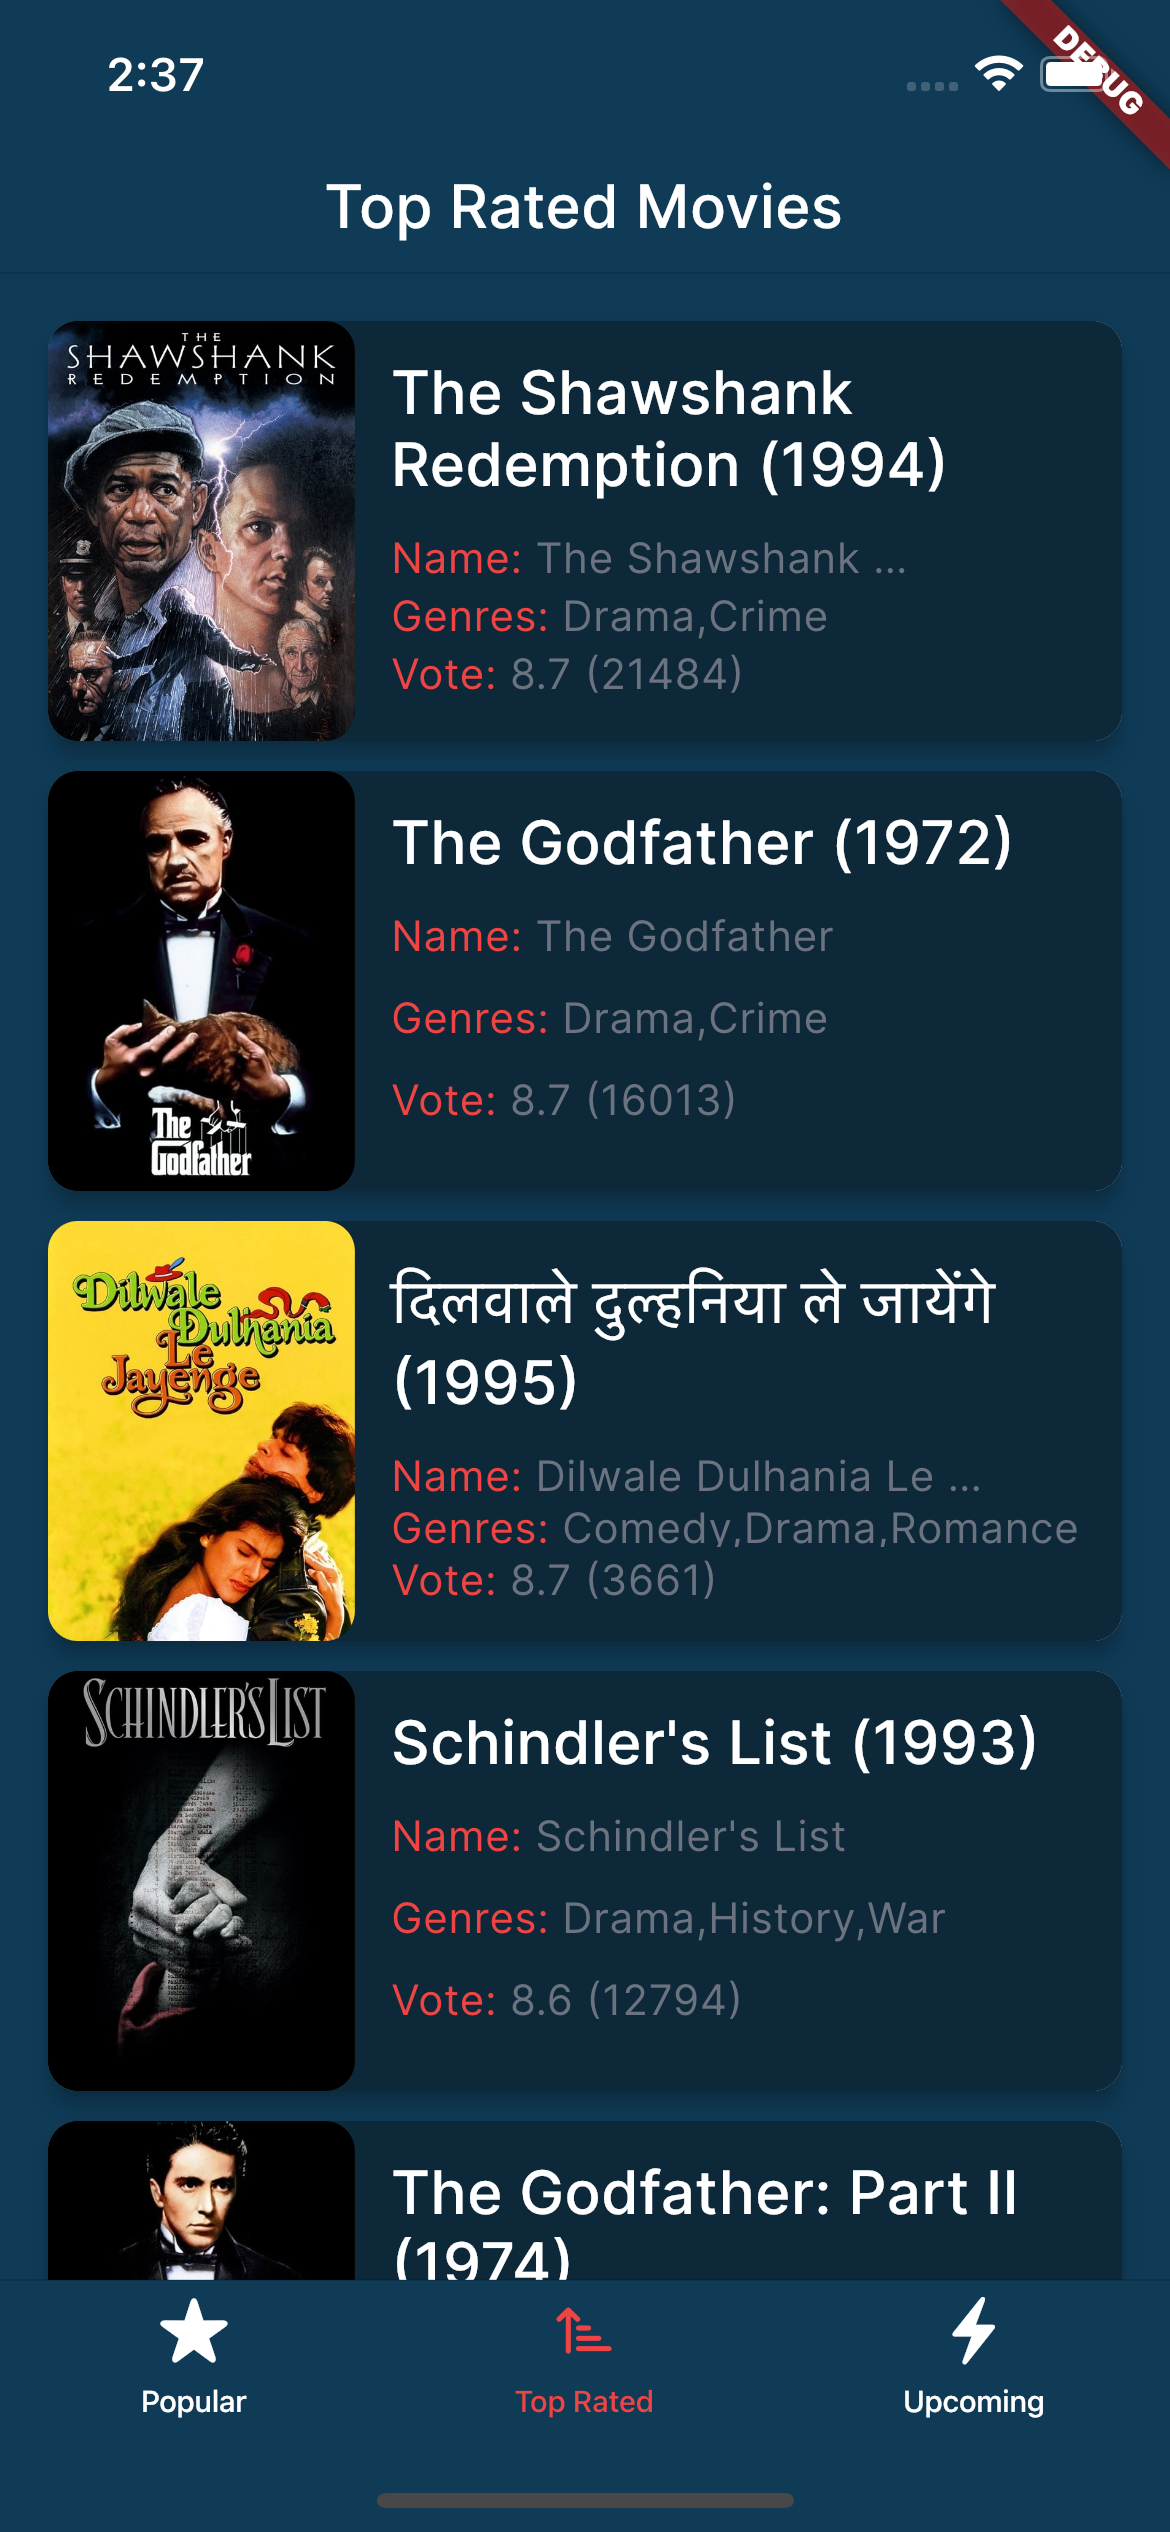 2:37
DEBUG
Top Rated Movies
THE
SHAWSHANK
REDEMPTION
The Shawshank
Redemption (1994)
Name: The Shawshank ...
Genres: Drama,Crime
Vote: 8.7 (21484)
The
Godfather
The Godfather (1972)
Name: The Godfather
Genres: Drama,Crime
Vote: 8.7 (16013)
Dilwale
Dulhania
Le
Jayenge
दिलवाले दुल्हनिया ले जायेंगे
(1995)
Name: Dilwale Dulhania Le ...
Genres: Comedy,Drama,Romance
Vote: 8.7 (3661)
SCHINDLER'S LIST
Schindler's List (1993)
Name: Schindler's List
Genres: Drama,History,War
Vote: 8.6 (12794)
The Godfather: Part II
(1974)
Popular
Top Rated
Upcoming